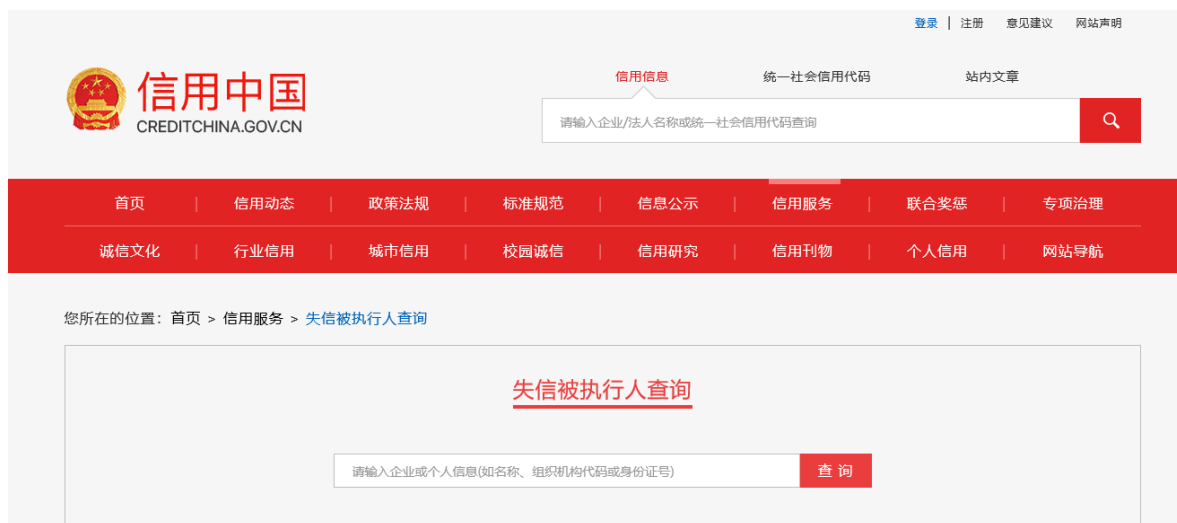 登录 | 注册 意见建议 网站声明
信用信息 统一社会信用代码 站内文章
信用中国
CREDITCHINA.GOV.CN
请输入企业/法人名称或统一社会信用代码查询
首页 | 信用动态 | 政策法规 | 标准规范 | 信息公示 | 信用服务 | 联合奖惩 | 专项治理
诚信文化 | 行业信用 | 城市信用 | 校园诚信 | 信用研究 | 信用刊物 | 个人信用 | 网站导航
您所在的位置：首页 > 信用服务 > 失信被执行人查询
失信被执行人查询
请输入企业或个人信息(如名称、组织机构代码或身份证号) 查 询